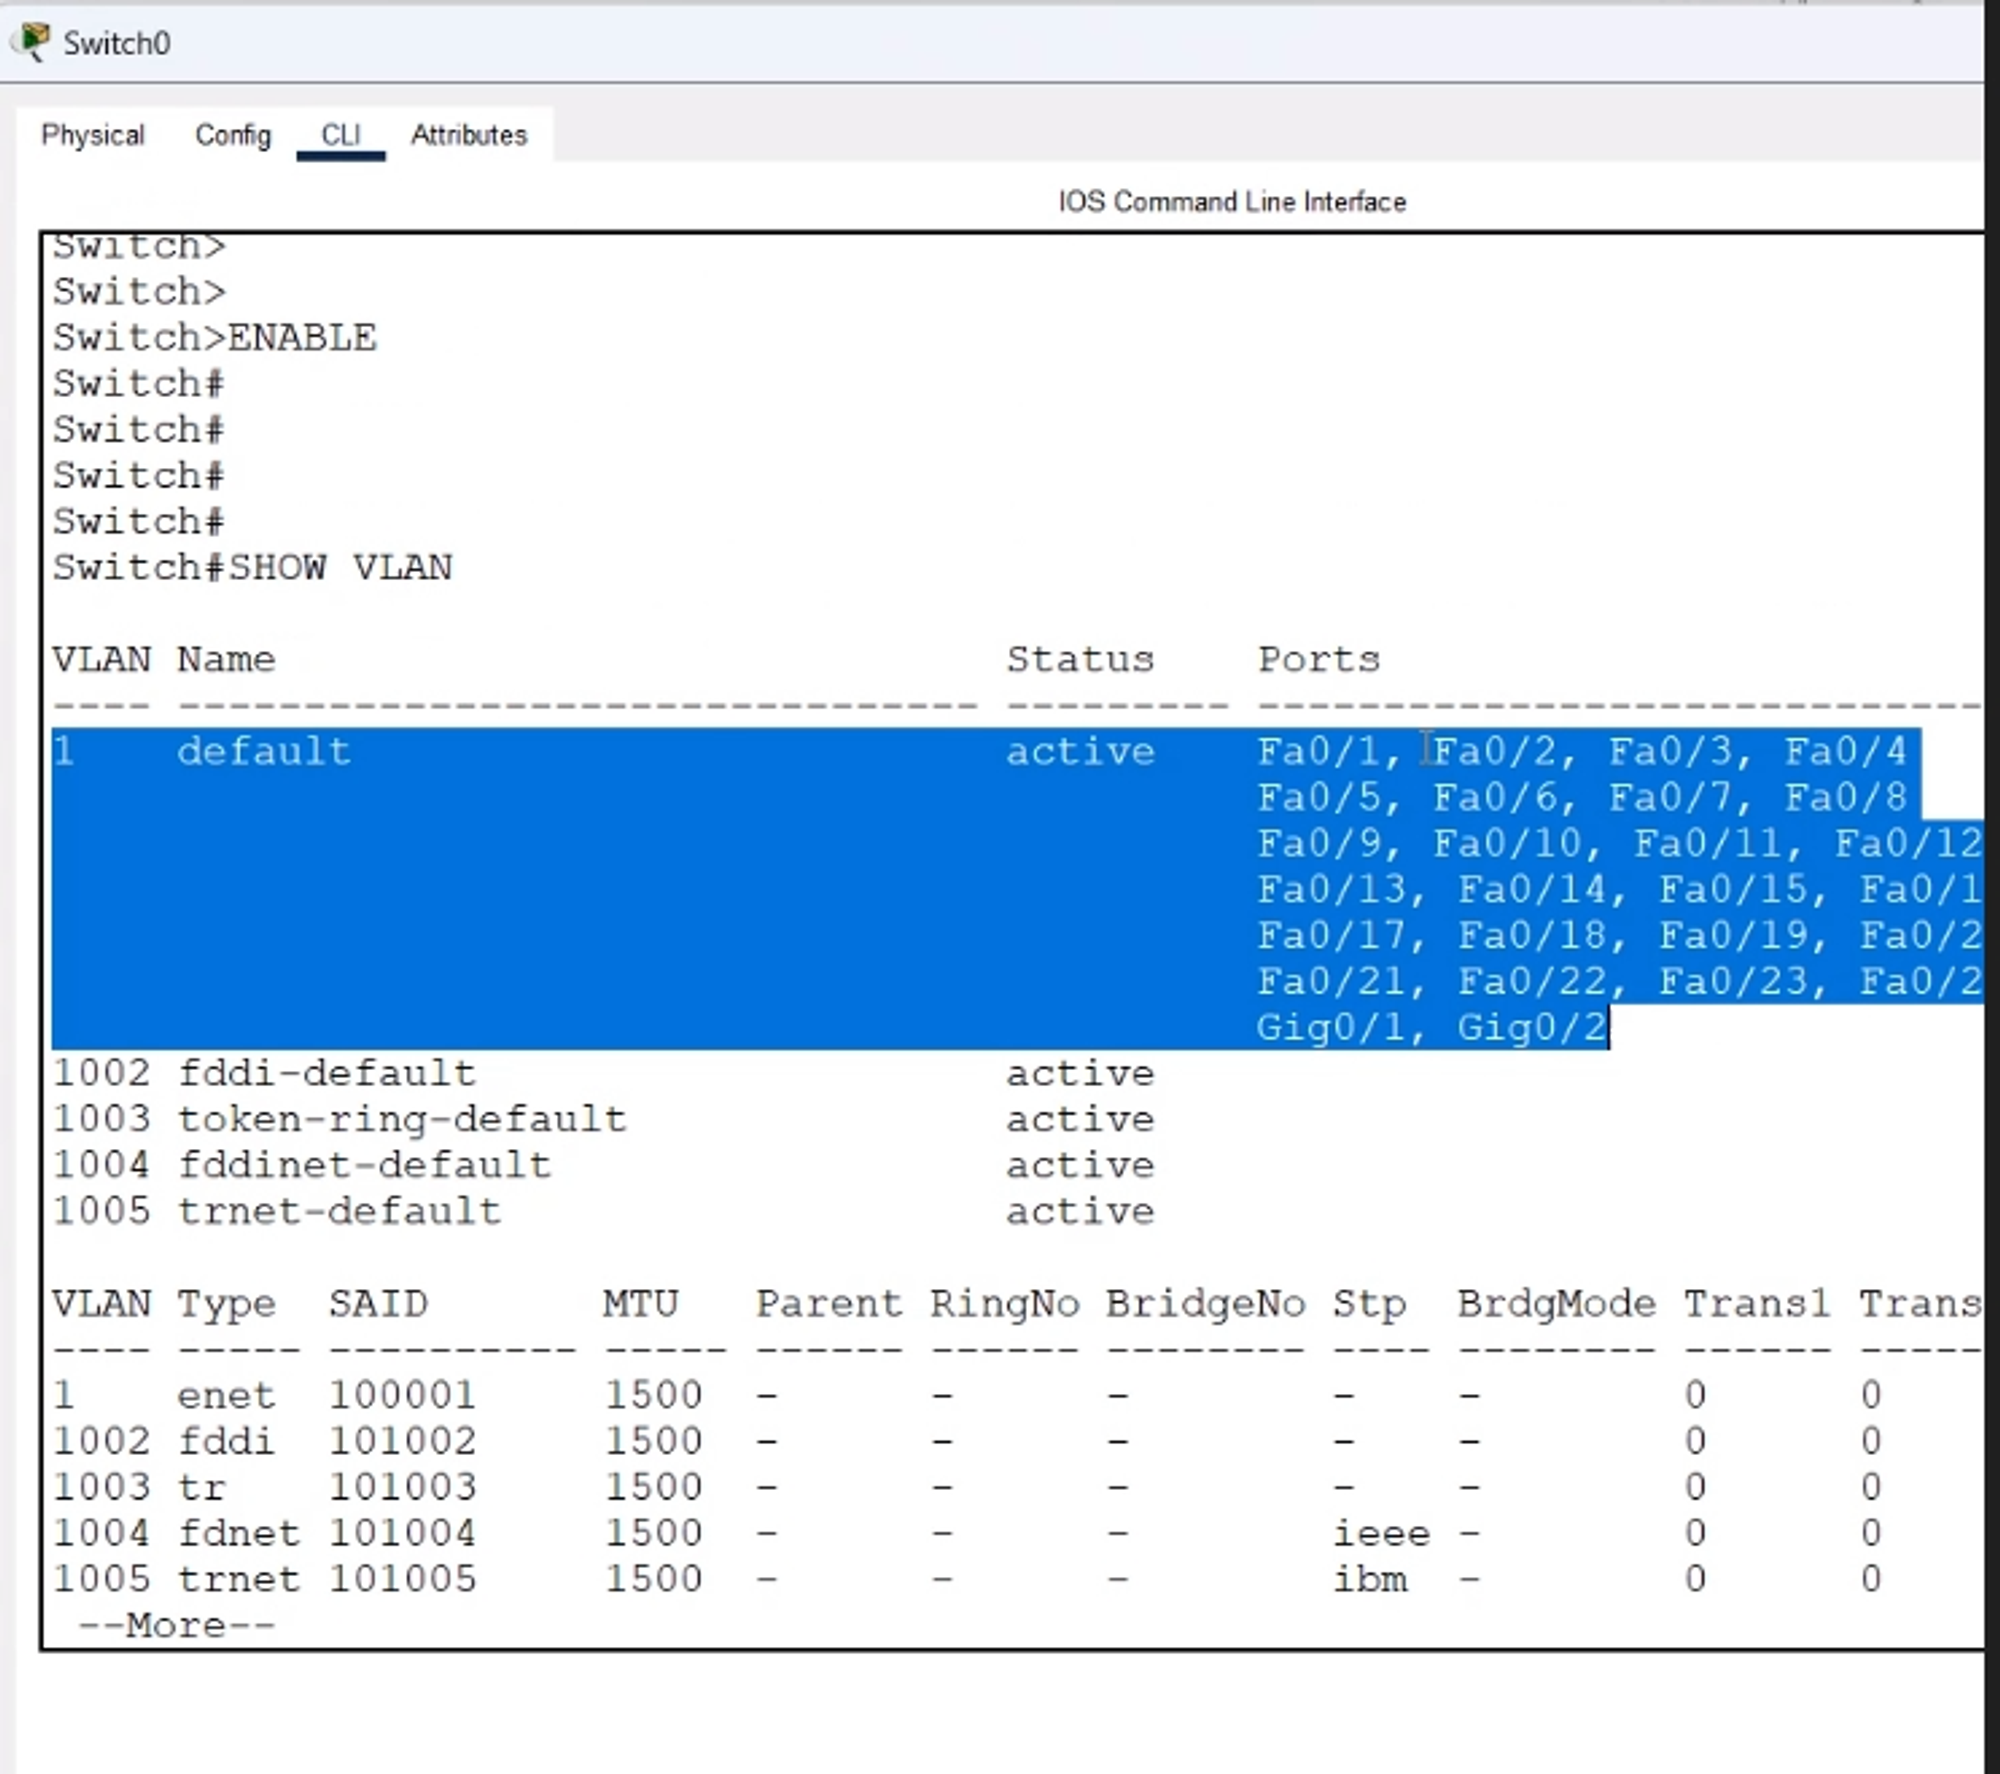 Switch0
Physical Config CLI Attributes
IOS Command Line Interface
Switch>
Switch>
Switch>ENABLE
Switch#
Switch#
Switch#
Switch#
Switch#SHOW VLAN
VLAN Name Status Ports
---- -------------------------------- --------- -----------------------------
1 default active Fa0/1, Fa0/2, Fa0/3, Fa0/4
Fa0/5, Fa0/6, Fa0/7, Fa0/8
Fa0/9, Fa0/10, Fa0/11, Fa0/12
Fa0/13, Fa0/14, Fa0/15, Fa0/1
Fa0/17, Fa0/18, Fa0/19, Fa0/2
Fa0/21, Fa0/22, Fa0/23, Fa0/2
Gig0/1, Gig0/2
1002 fddi-default active
1003 token-ring-default active
1004 fddinet-default active
1005 trnet-default active
VLAN Type SAID MTU Parent RingNo BridgeNo Stp BrdgMode Trans1 Trans
---- ----- ---------- ----- ------ ------ -------- ---- -------- ------ -----
1 enet 100001 1500 - - - - - 0 0
1002 fddi 101002 1500 - - - - - 0 0
1003 tr 101003 1500 - - - - - 0 0
1004 fdnet 101004 1500 - - - ieee - 0 0
1005 trnet 101005 1500 - - - ibm - 0 0
--More--